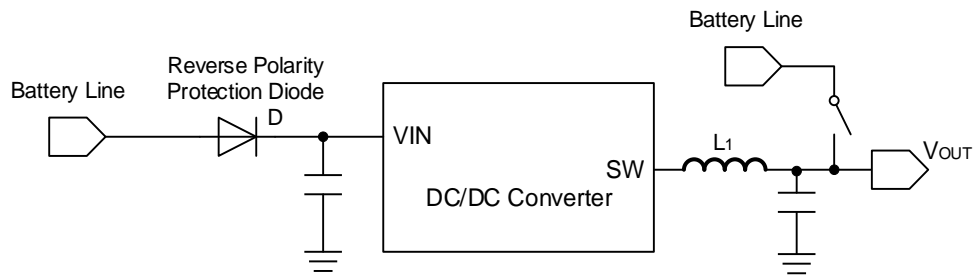 Battery Line
Reverse Polarity
Protection Diode
D
Battery Line
VIN
SW
DC/DC Converter
L1
VOUT